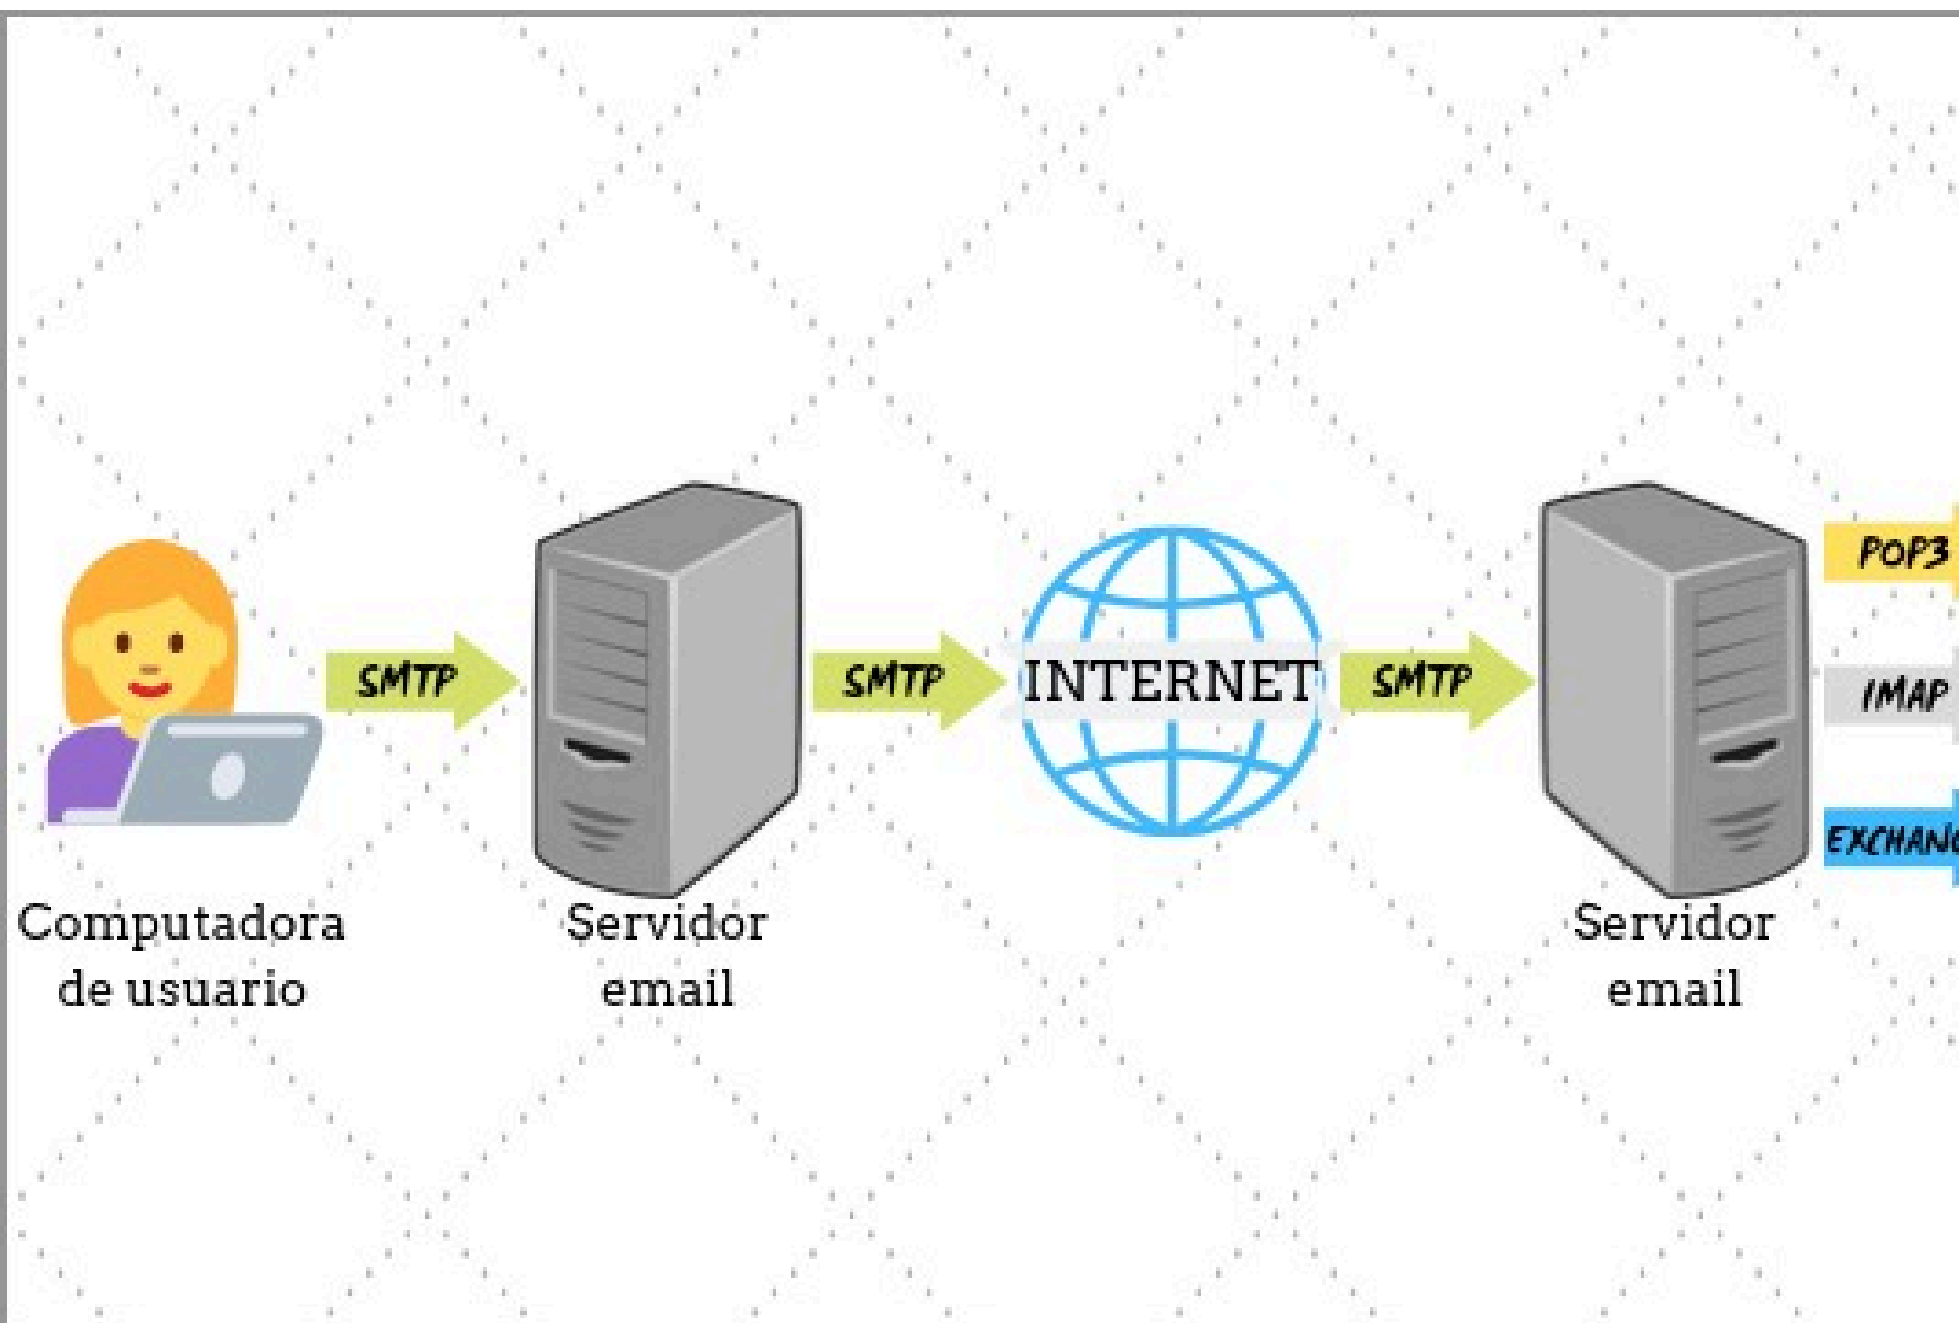 SMTP
SMTP
INTERNET
SMTP
POP3
IMAP
Computadora
de usuario
Servidor
email
Servidor
email